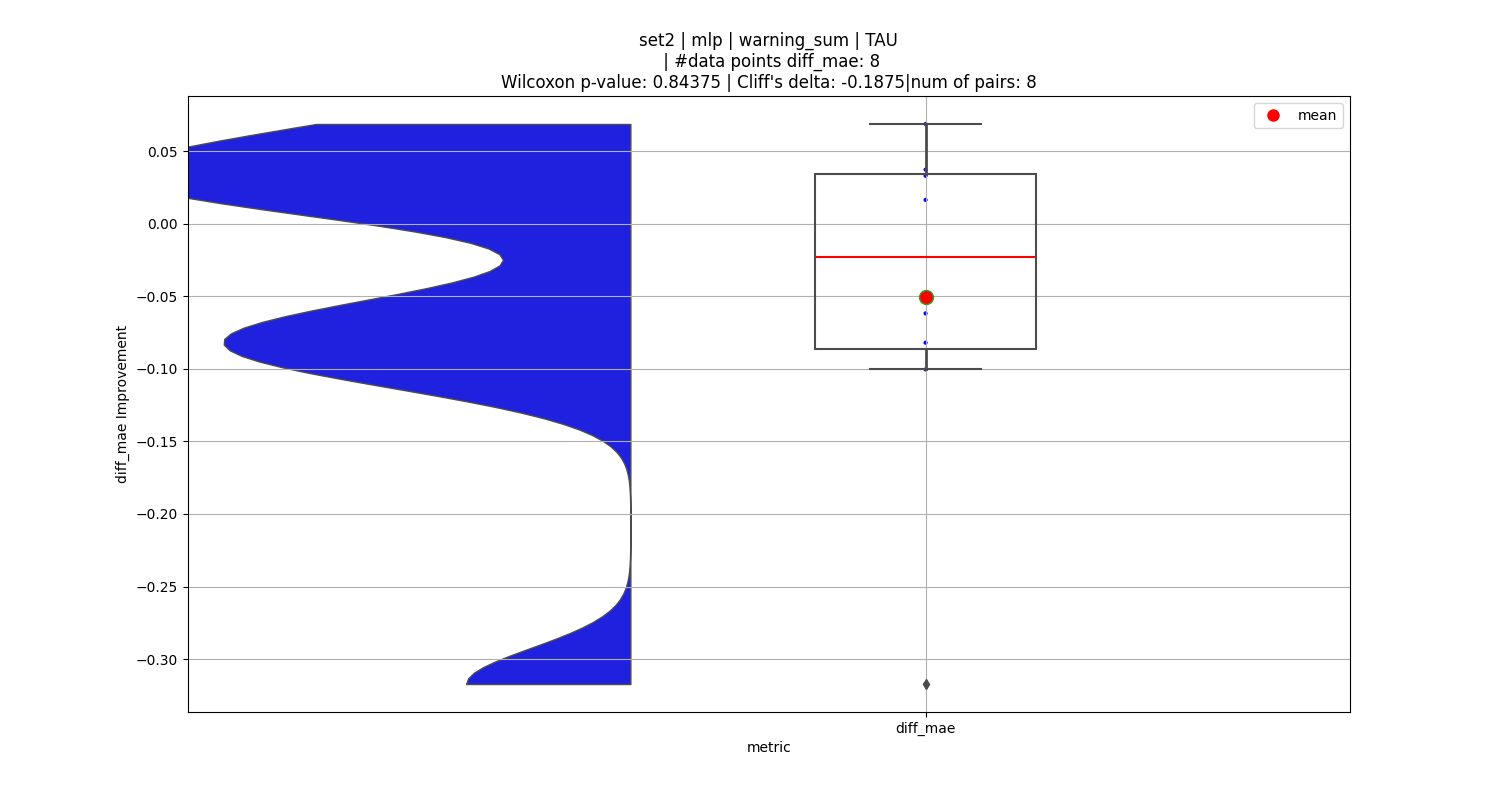 set2 | mlp | warning_sum | TAU
| #data points diff_mae: 8
Wilcoxon p-value: 0.84375 | Cliff's delta: -0.1875|num of pairs: 8
mean
0.05
0.00
−0.05
−0.10
−0.15
−0.20
−0.25
−0.30
diff_mae Improvement
diff_mae
metric